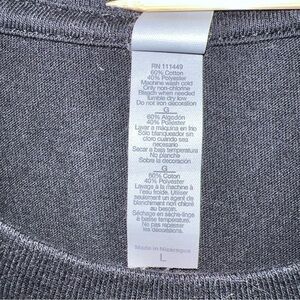 RN 111449
60% Cotton
40% Polyester
Machine wash cold
Only non-chlorine
Bleach when needed
Tumble dry low
Do not iron decoration
G
60% Algodón
40% Polyester
Lavar a máquina en frío
Solo blanqueador sin
cloro cuando sea
necesario
Secar a baja temperatura
No planche
Sobre la decoración
G
60% Coton
40% Polyester
Lavage à la machine à
l'eau froide. Utiliser
seulement un agent de
blanchiment non chloré
au besoin.
Séchage en sèche-linge
à basse température
Ne pas repasser sur la
décoration
Made in Nicaragua
L